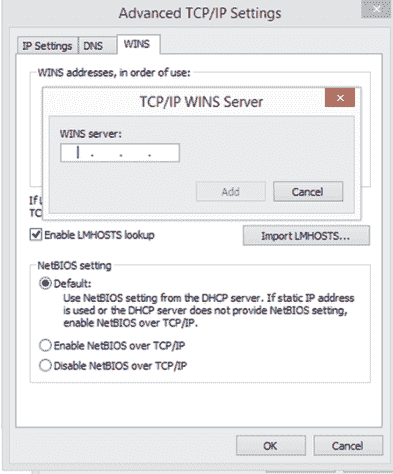 Advanced TCP/IP Settings
IP Settings DNS WINS
WINS addresses, in order of use:
TCP/IP WINS Server
WINS server:
. . .
Add Cancel
Enable LMHOSTS lookup Import LMHOSTS...
NetBIOS setting
Default:
Use NetBIOS setting from the DHCP server. If static IP address
is used or the DHCP server does not provide NetBIOS setting,
enable NetBIOS over TCP/IP.
Enable NetBIOS over TCP/IP
Disable NetBIOS over TCP/IP
OK Cancel